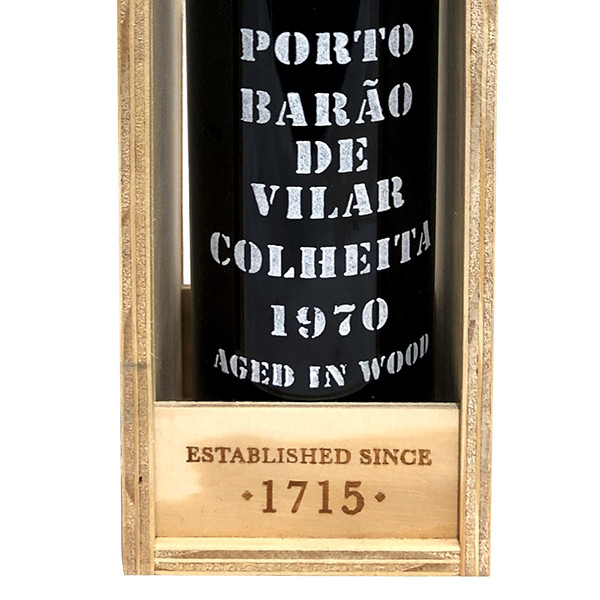 PORTO
BARÃO
DE
VILAR
COLHEITA
1970
AGED IN WOOD
ESTABLISHED SINCE
·1715·